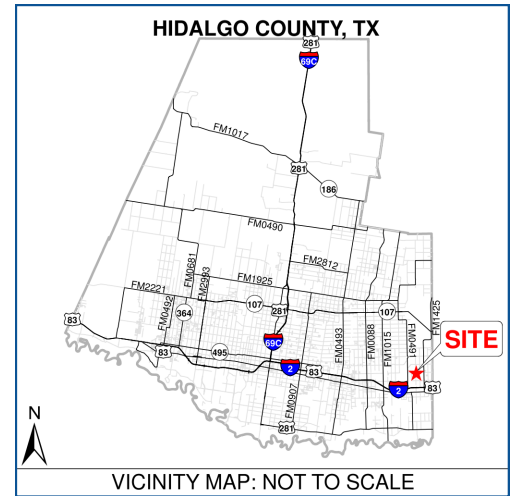 HIDALGO COUNTY, TX
281
69C
FM1017
281
186
FM0490
FM2812
FM0681
FM2993
FM1925
FM2221
FM0492
364
107
281
107
FM1425
83
69C
FM0493
FM0088
FM1015
FM0491
SITE
83
495
2
83
FM0907
2
83
281
N
VICINITY MAP: NOT TO SCALE